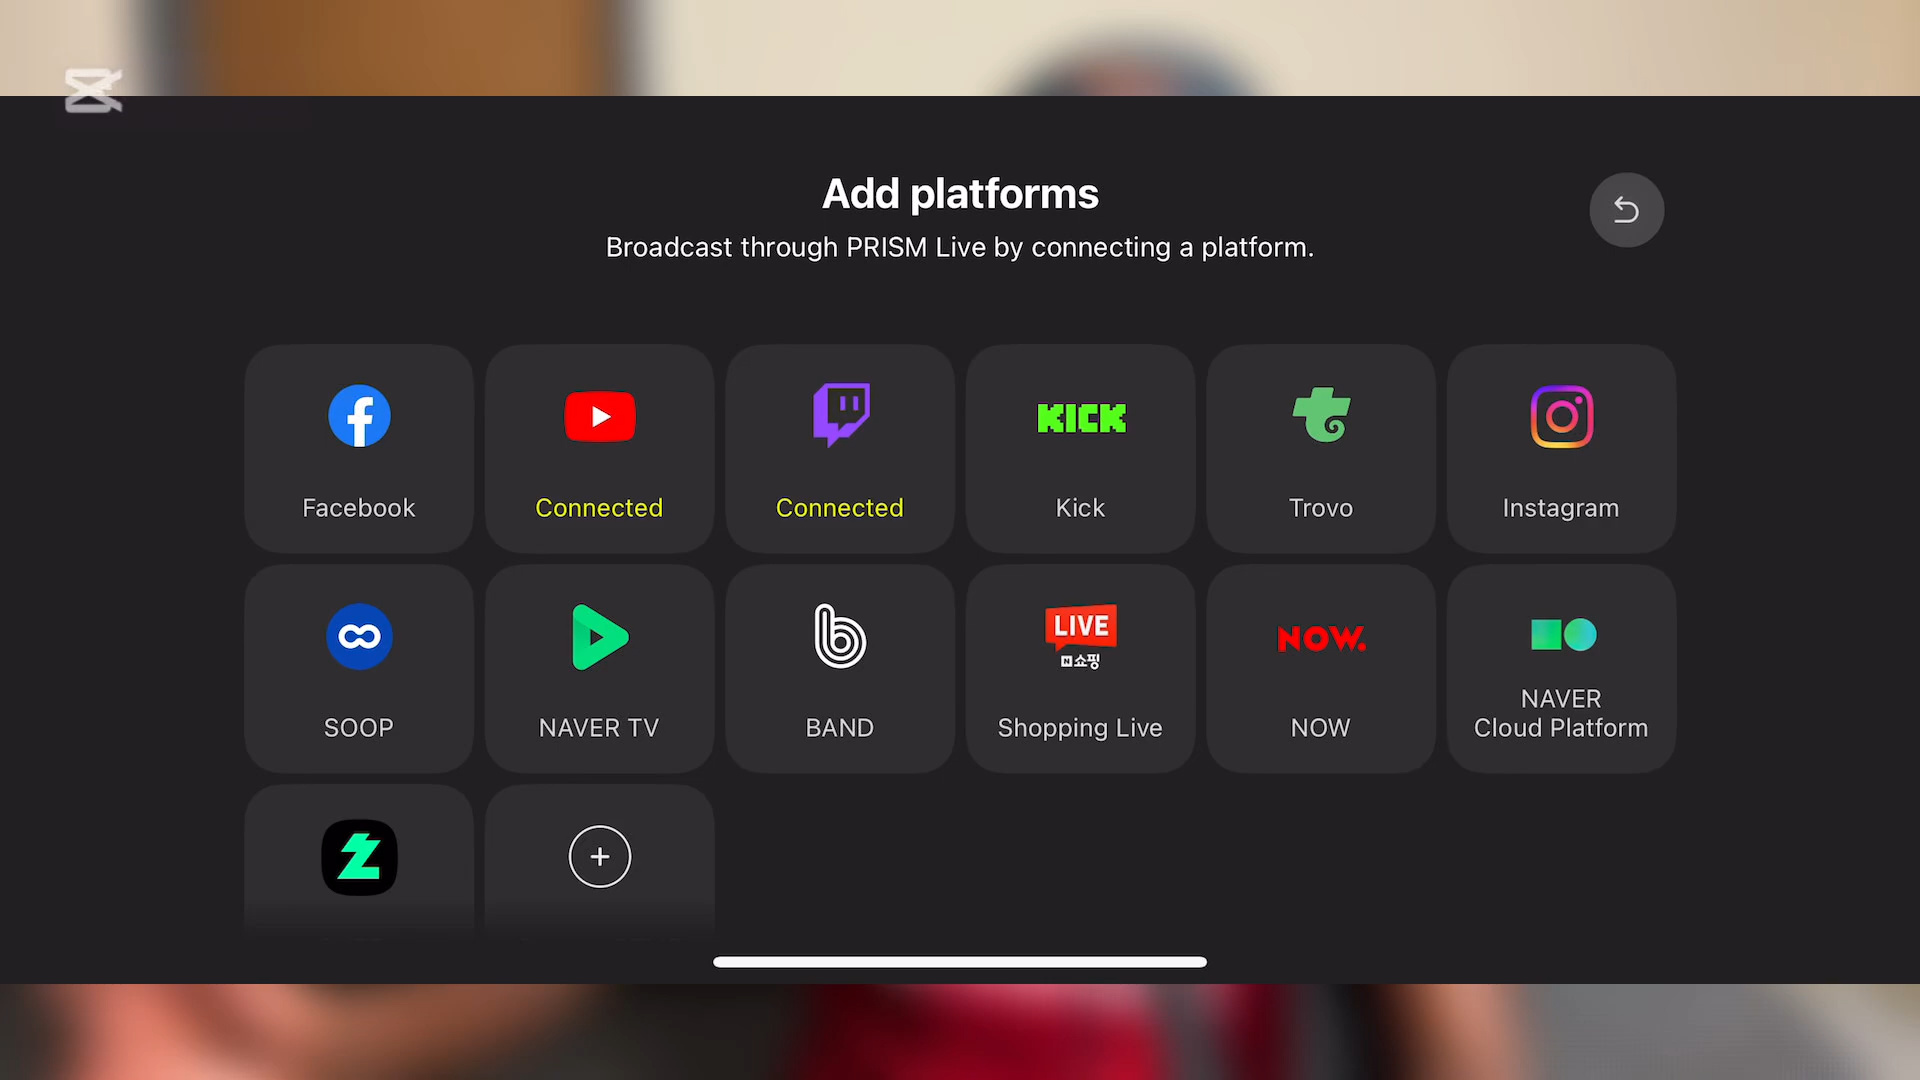 Add platforms
Broadcast through PRISM Live by connecting a platform.
KICK
Facebook
Connected
Connected
Kick
Trovo
Instagram
LIVE
N쇼핑
NOW.
SOOP
NAVER TV
BAND
Shopping Live
NOW
NAVER
Cloud Platform